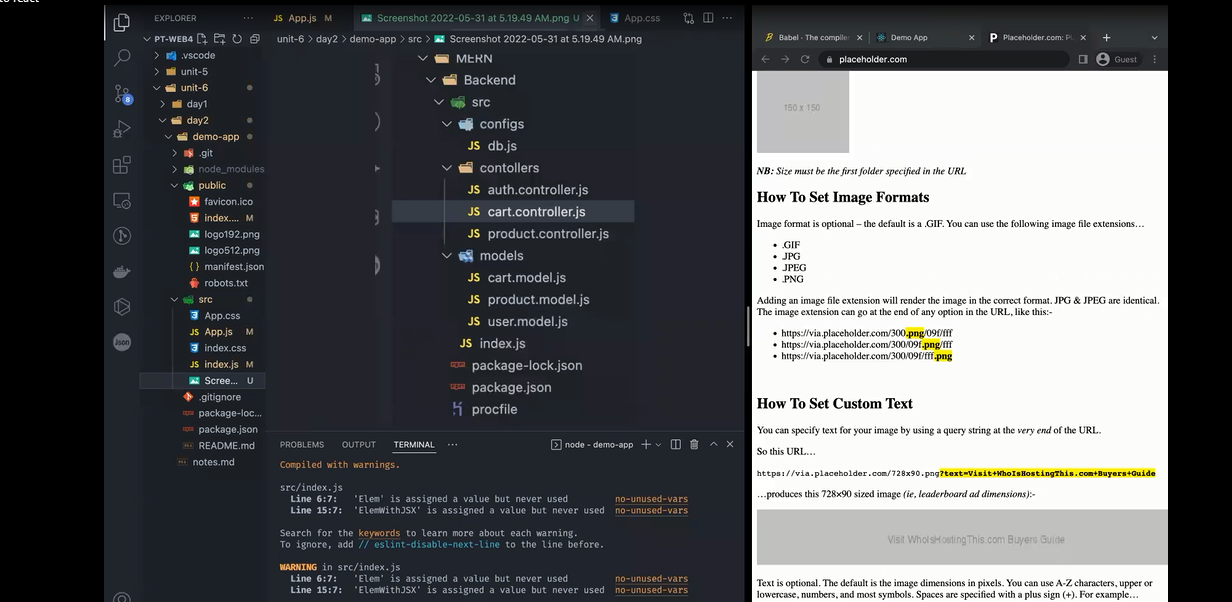 to react
EXPLORER
PT-WEB4
.vscode
unit-5
unit-6
day1
day2
demo-app
.git
node_modules
public
favicon.ico
index.... M
logo192.png
logo512.png
manifest.json
robots.txt
src
App.css
App.js M
index.css
index.js M
Scree... U
.gitignore
package-loc...
package.json
README.md
notes.md
8
Json
App.js M
Screenshot 2022-05-31 at 5.19.49 AM.png U
App.css
unit-6 > day2 > demo-app > src > Screenshot 2022-05-31 at 5.19.49 AM.png
MERN
Backend
src
configs
JS db.js
contollers
JS auth.controller.js
JS cart.controller.js
JS product.controller.js
models
JS cart.model.js
JS product.model.js
JS user.model.js
JS index.js
package-lock.json
package.json
procfile
PROBLEMS OUTPUT TERMINAL ... node - demo-app
Compiled with warnings.
src/index.js
Line 6:7: 'Elem' is assigned a value but never used no-unused-vars
Line 15:7: 'ElemWithJSX' is assigned a value but never used no-unused-vars
Search for the keywords to learn more about each warning.
To ignore, add // eslint-disable-next-line to the line before.
WARNING in src/index.js
Line 6:7: 'Elem' is assigned a value but never used no-unused-vars
Line 15:7: 'ElemWithJSX' is assigned a value but never used no-unused-vars
Babel · The compiler
Demo App
Placeholder.com:
placeholder.com
Guest
150 x 150
NB: Size must be the first folder specified in the URL
How To Set Image Formats
Image format is optional – the default is a .GIF. You can use the following image file extensions…
• .GIF
• .JPG
• .JPEG
• .PNG
Adding an image file extension will render the image in the correct format. JPG & JPEG are identical.
The image extension can go at the end of any option in the URL, like this:-
• https://via.placeholder.com/300.png/09f/fff
• https://via.placeholder.com/300/09f.png/fff
• https://via.placeholder.com/300/09f/fff.png
How To Set Custom Text
You can specify text for your image by using a query string at the very end of the URL.
So this URL…
https://via.placeholder.com/728x90.png?text=Visit+WhoIsHostingThis.com+Buyers+Guide
…produces this 728×90 sized image (ie, leaderboard ad dimensions):-
Visit WhoIsHostingThis.com Buyers Guide
Text is optional. The default is the image dimensions in pixels. You can use A-Z characters, upper or
lowercase, numbers, and most symbols. Spaces are specified with a plus sign (+). For example…